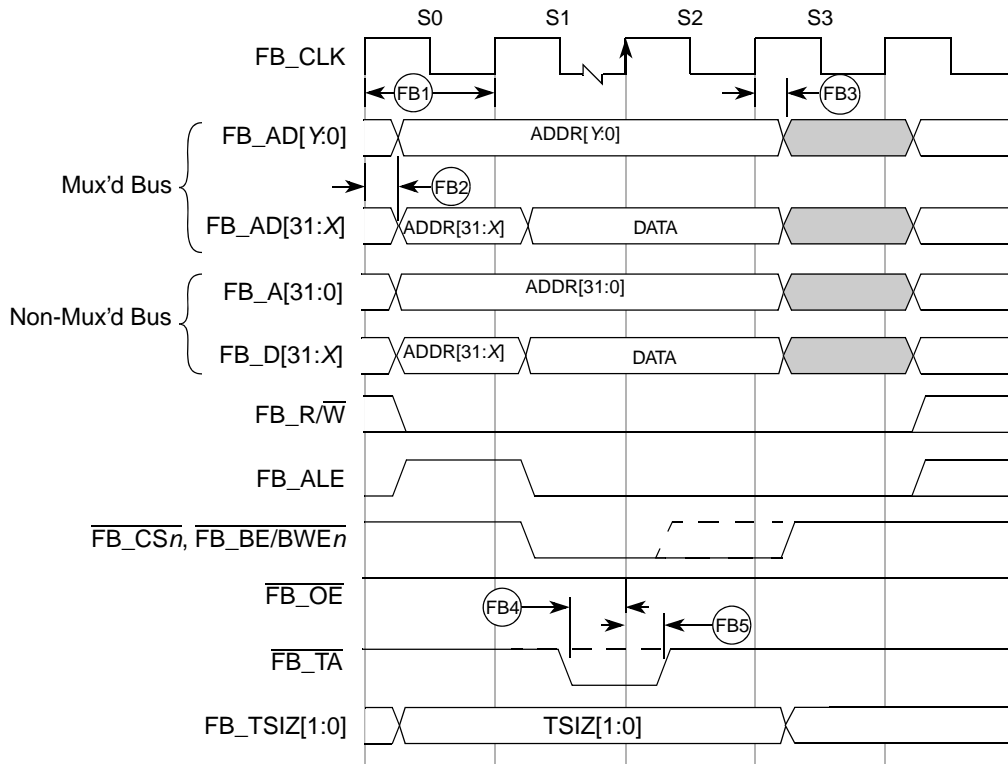 S0 S1 S2 S3
FB_CLK
FB1 FB3
FB_AD[Y:0] ADDR[Y:0]
Mux'd Bus
FB2
FB_AD[31:X] ADDR[31:X] DATA
FB_A[31:0] ADDR[31:0]
Non-Mux'd Bus
FB_D[31:X] ADDR[31:X] DATA
FB_R/W
FB_ALE
FB_CSn, FB_BE/BWEn
FB_OE
FB4 FB5
FB_TA
FB_TSIZ[1:0] TSIZ[1:0]